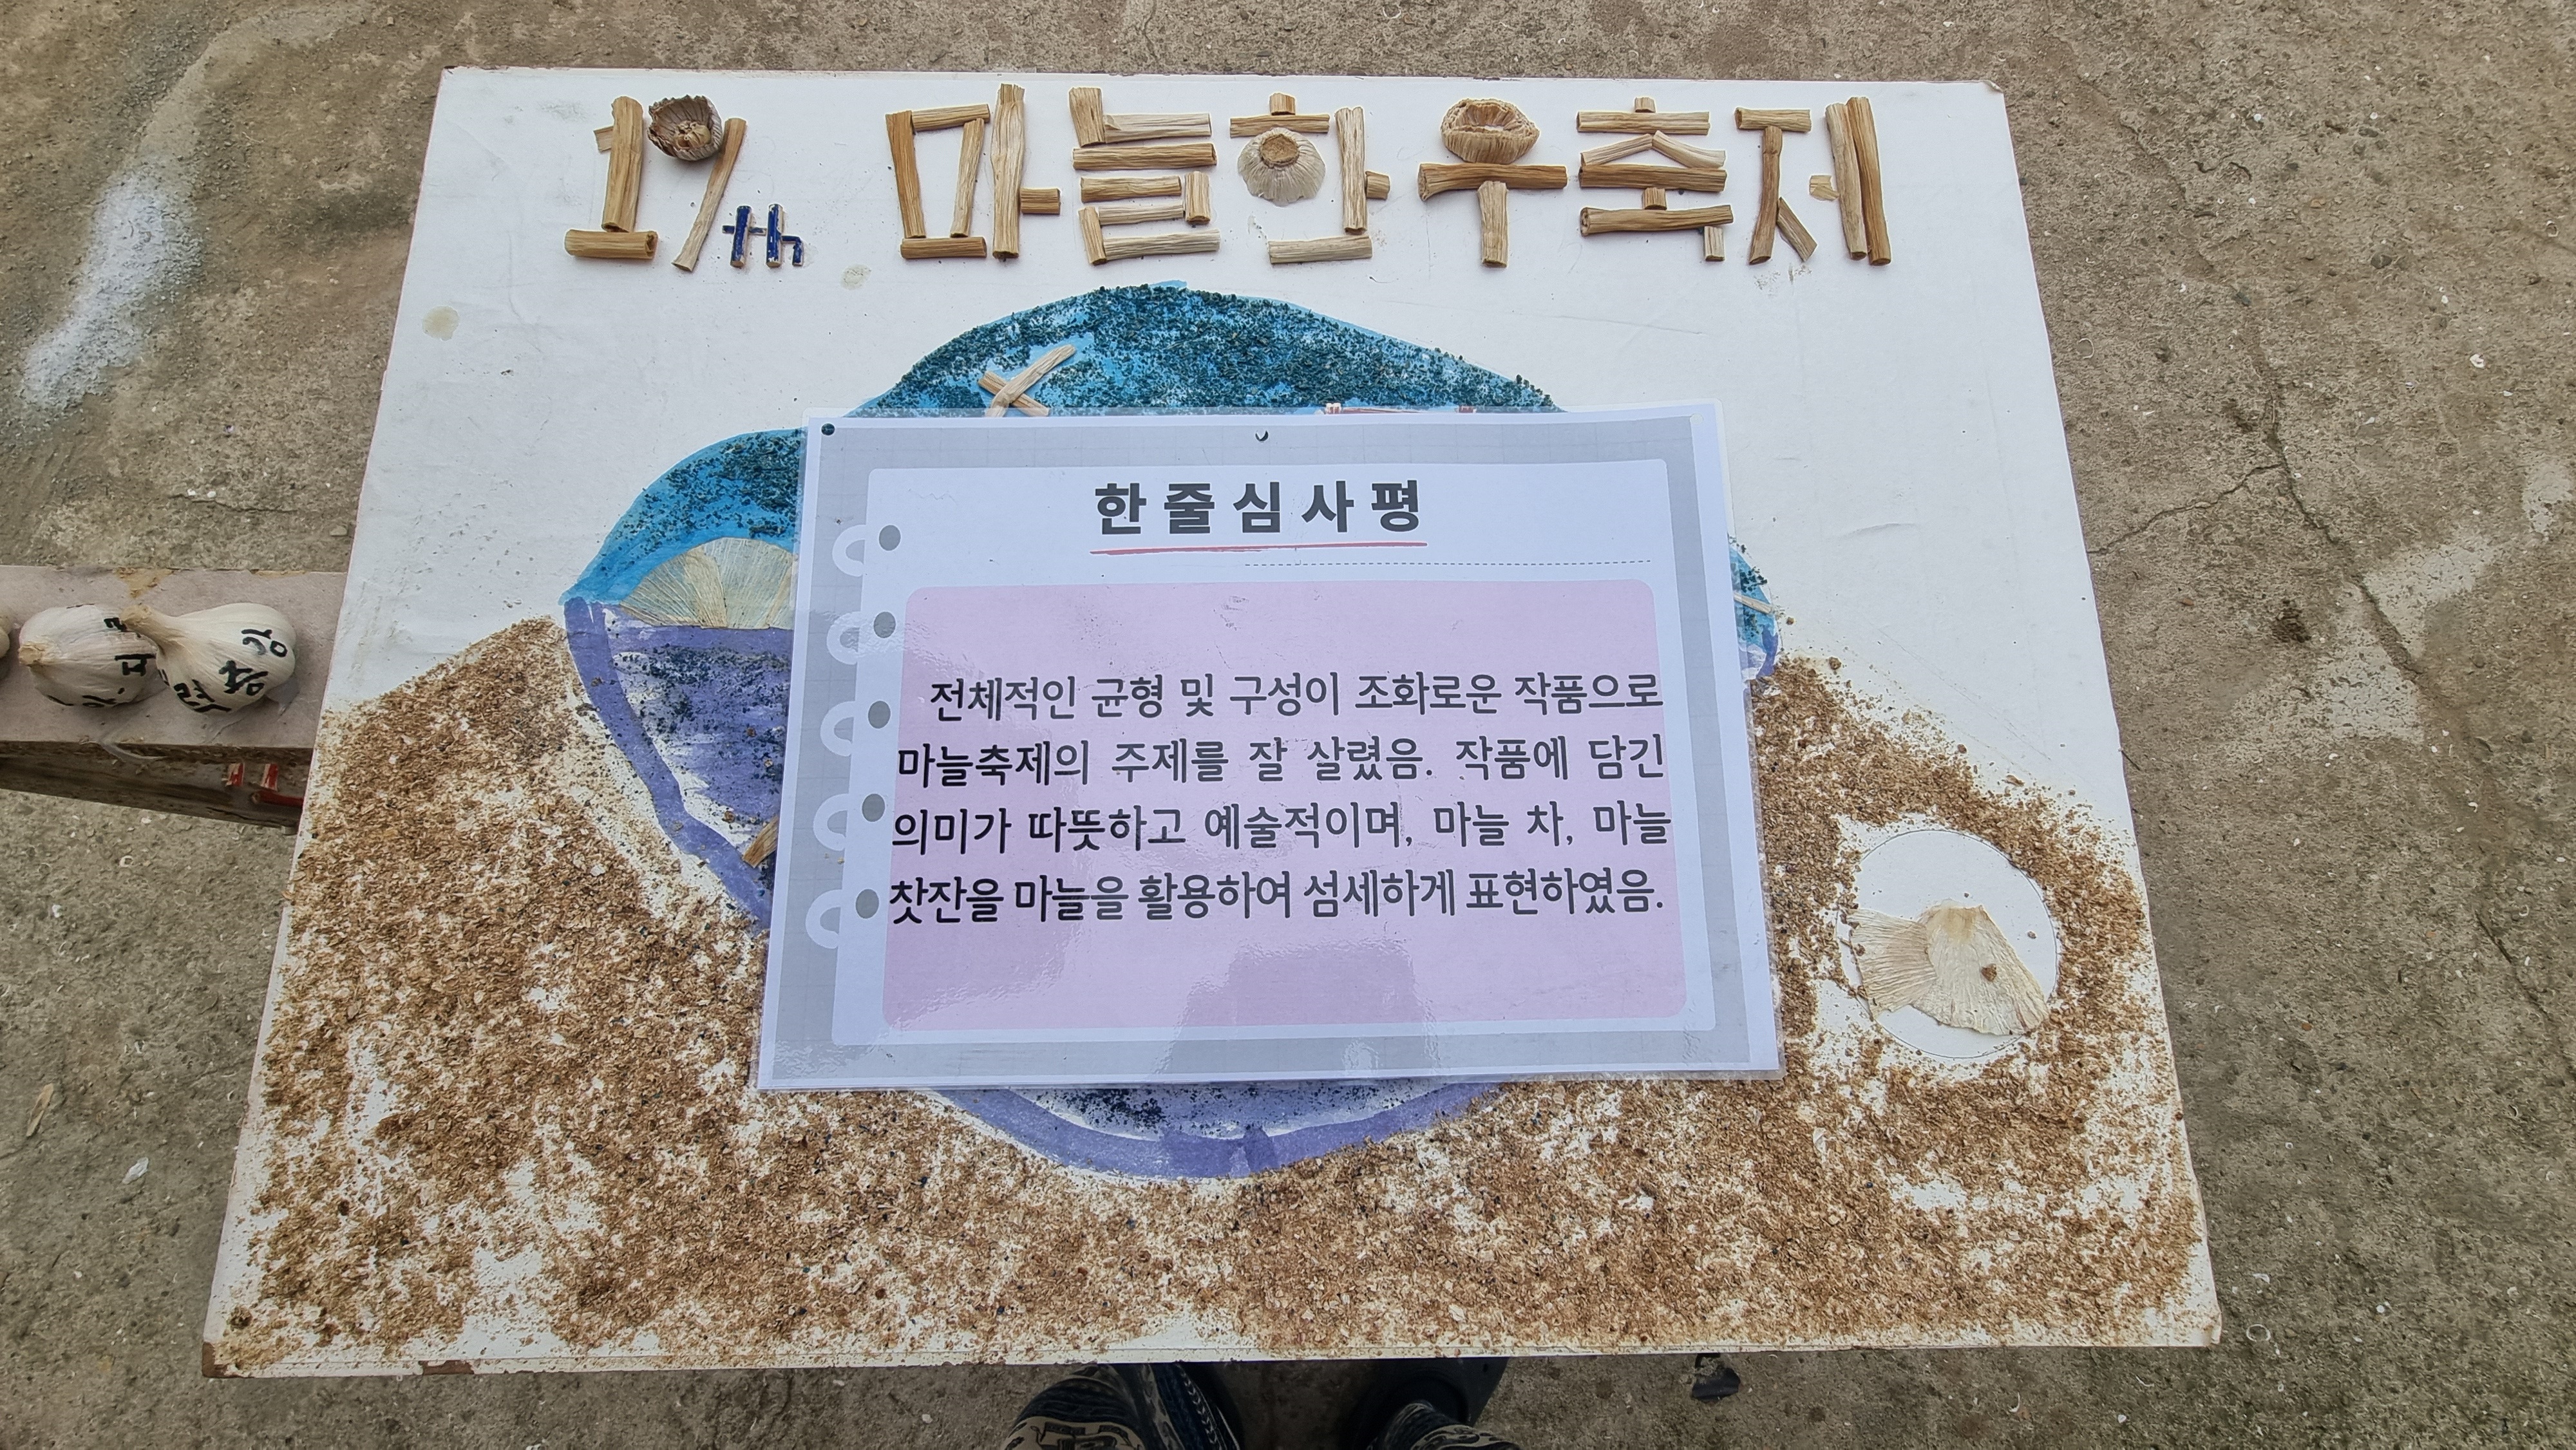 17th 마늘한우축제
한줄심사평
전체적인 균형 및 구성이 조화로운 작품으로
마늘축제의 주제를 잘 살렸음. 작품에 담긴
의미가 따뜻하고 예술적이며, 마늘 차, 마늘
찻잔을 마늘을 활용하여 섬세하게 표현하였음.